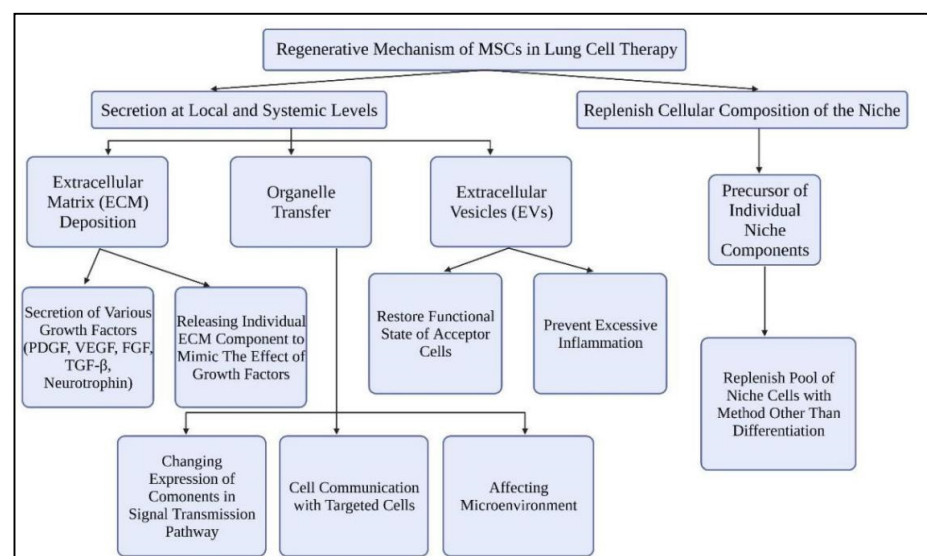 Regenerative Mechanism of MSCs in Lung Cell Therapy
Secretion at Local and Systemic Levels
Replenish Cellular Composition of the Niche
Extracellular
Matrix (ECM)
Deposition
Organelle
Transfer
Extracellular
Vesicles (EVs)
Precursor of
Individual
Niche
Components
Secretion of Various
Growth Factors
(PDGF, VEGF, FGF,
TGF-β,
Neurotrophin)
Releasing Individual
ECM Component to
Mimic The Effect of
Growth Factors
Restore Functional
State of Acceptor
Cells
Prevent Excessive
Inflammation
Replenish Pool of
Niche Cells with
Method Other Than
Differentiation
Changing
Expression of
Comonents in
Signal Transmission
Pathway
Cell Communication
with Targeted Cells
Affecting
Microenvironment